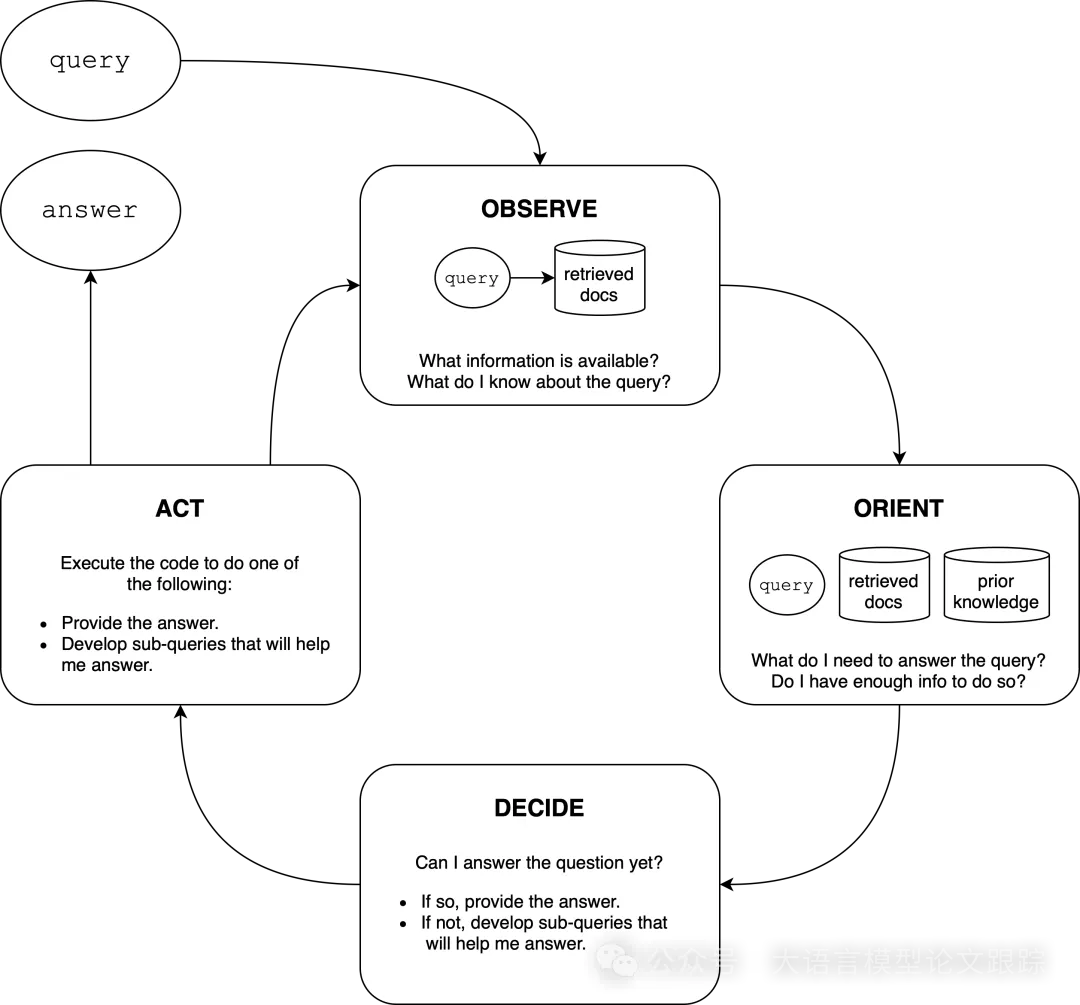 query
answer
OBSERVE
query
retrieved
docs
What information is available?
What do I know about the query?
ORIENT
query
retrieved
docs
prior
knowledge
What do I need to answer the query?
Do I have enough info to do so?
DECIDE
Can I answer the question yet?
• If so, provide the answer.
• If not, develop sub-queries that
will help me answer.
ACT
Execute the code to do one of
the following:
• Provide the answer.
• Develop sub-queries that will help
me answer.
公众号 大语言模型论文跟踪